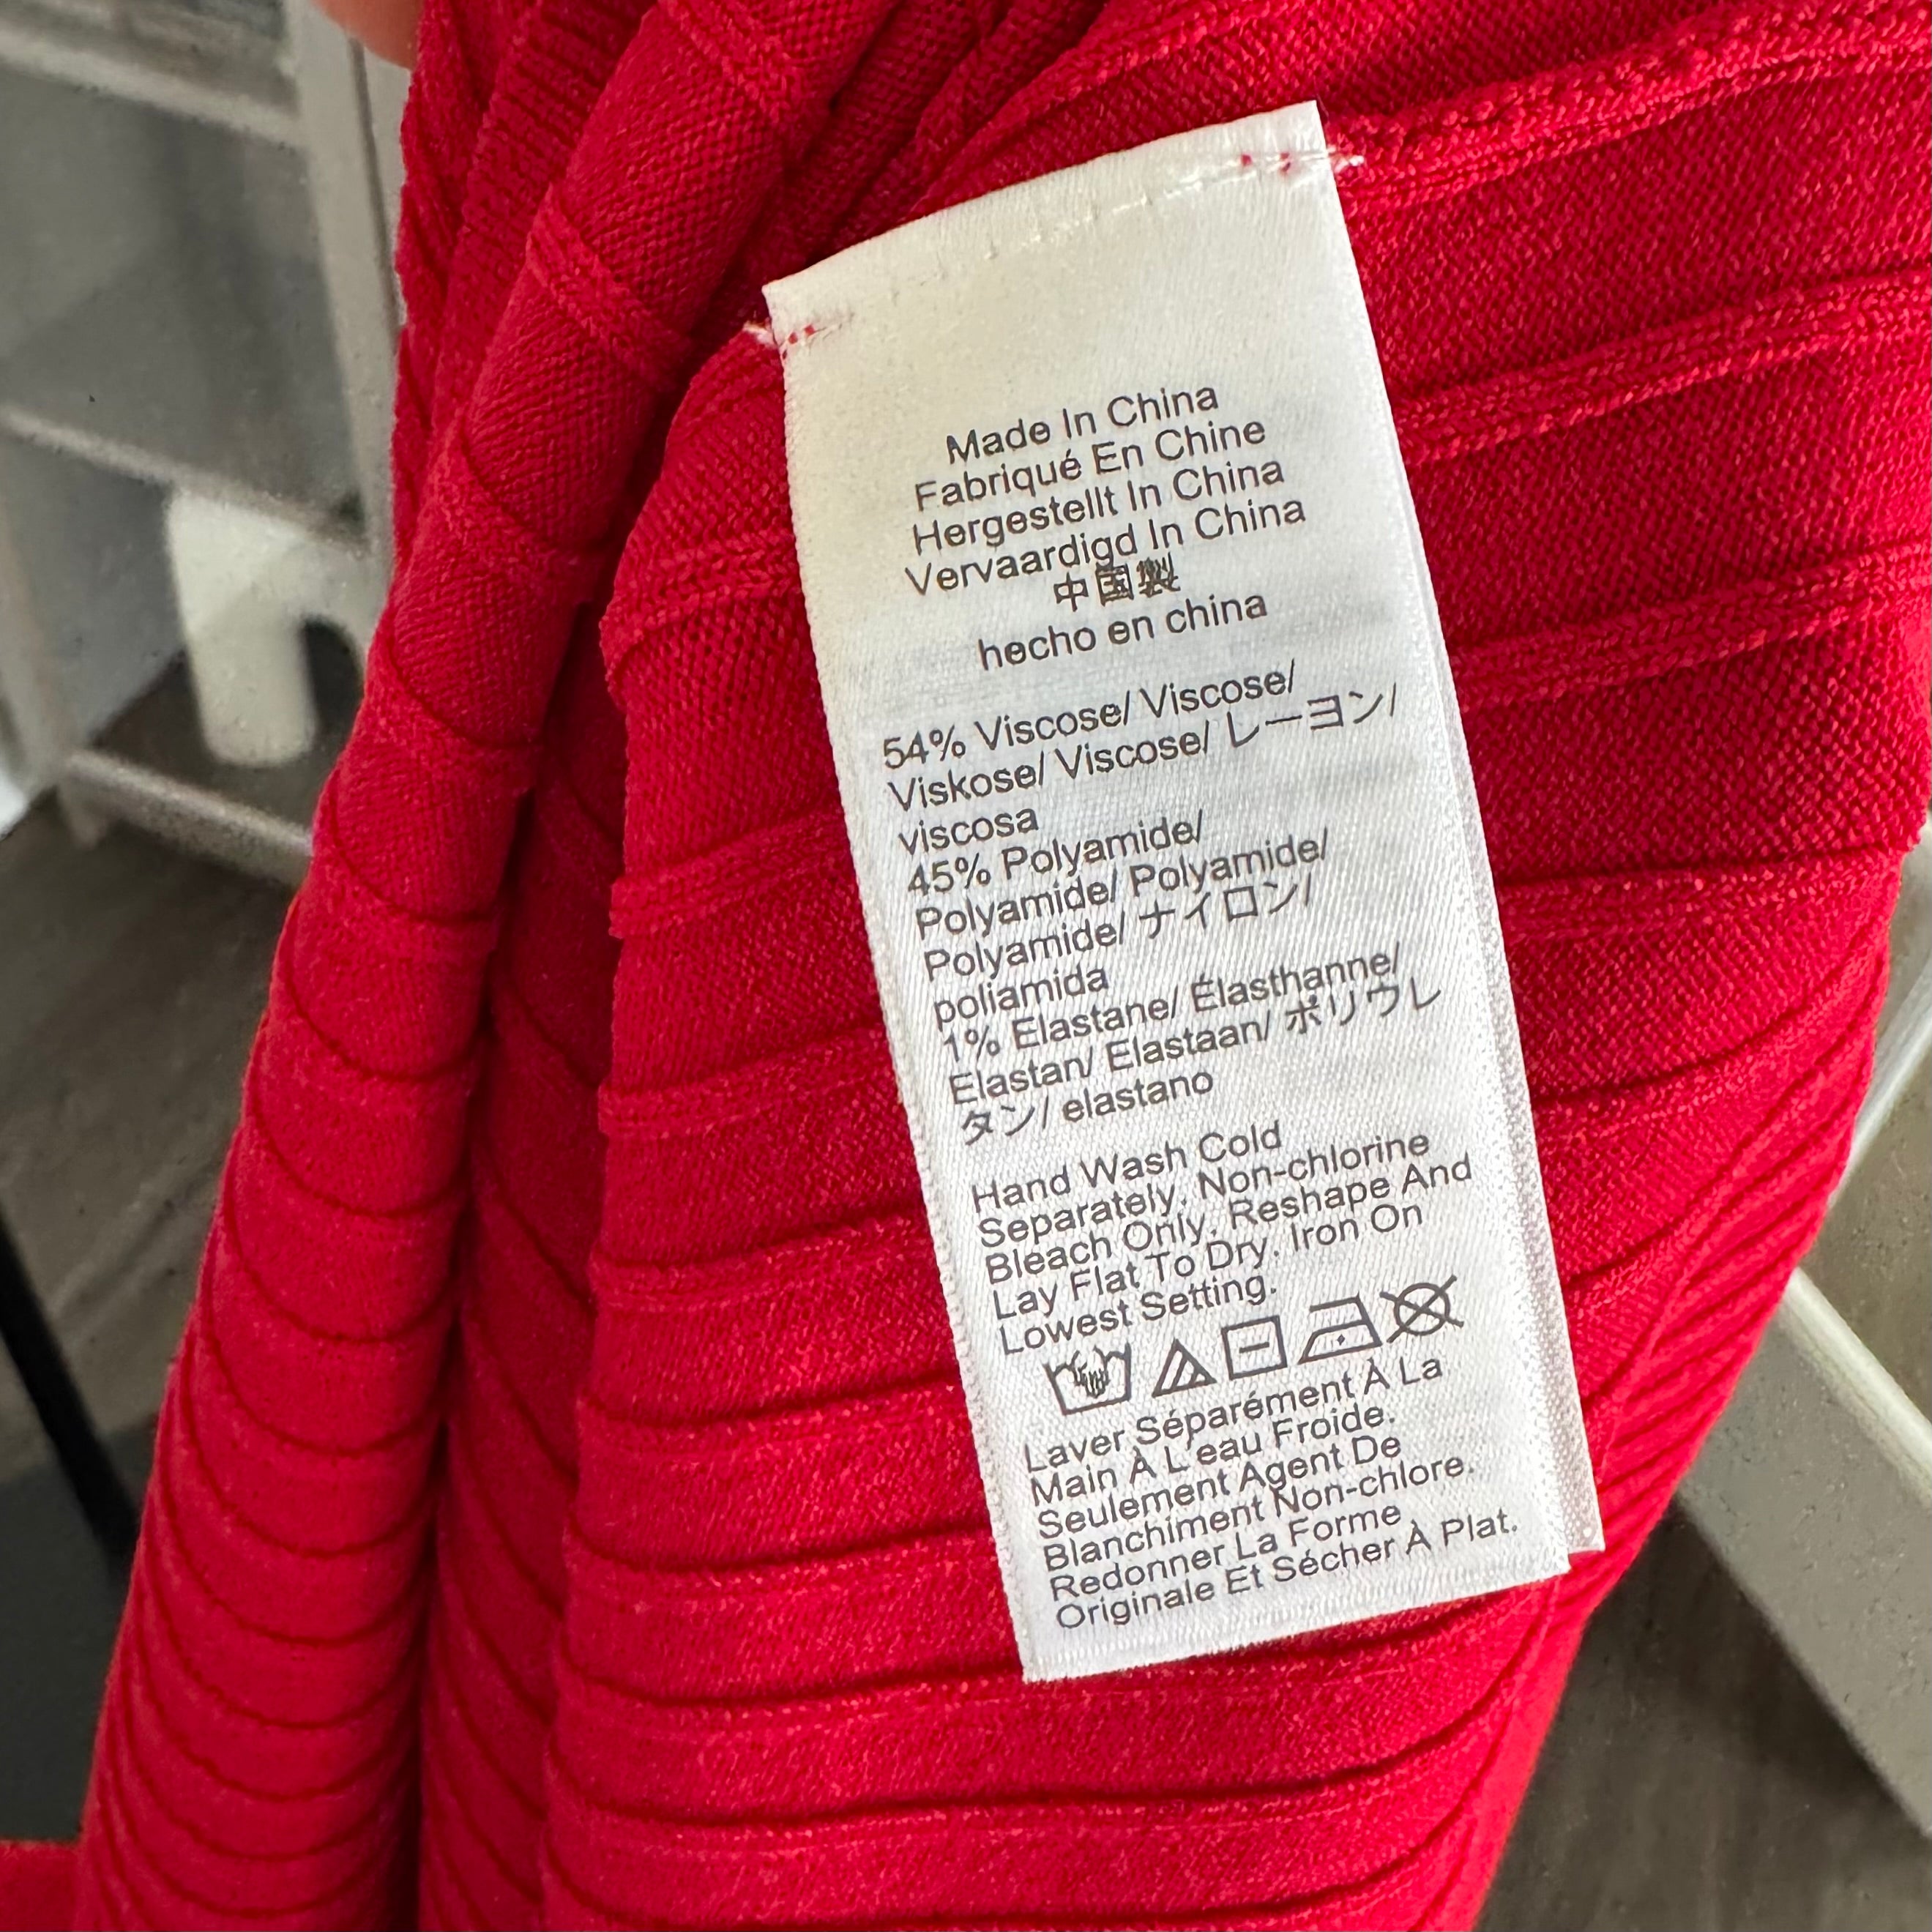 Made In China
Fabriqué En Chine
Hergestellt In China
Vervaardigd In China
中国製
hecho en china
54% Viscose/ Viscose/
Viskose/ Viscose/ レーヨン/
viscosa
45% Polyamide/
Polyamide/ Polyamide/
Polyamide/ ナイロン/
poliamida
1% Elastane/ Élasthanne/
Elastan/ Elastaan/ ポリウレ
タン/ elastano
Hand Wash Cold
Separately. Non-chlorine
Bleach Only. Reshape And
Lay Flat To Dry. Iron On
Lowest Setting.
Laver Séparément À La
Main À L'eau Froide.
Seulement Agent De
Blanchiment Non-chlore.
Redonner La Forme
Originale Et Sécher À Plat.